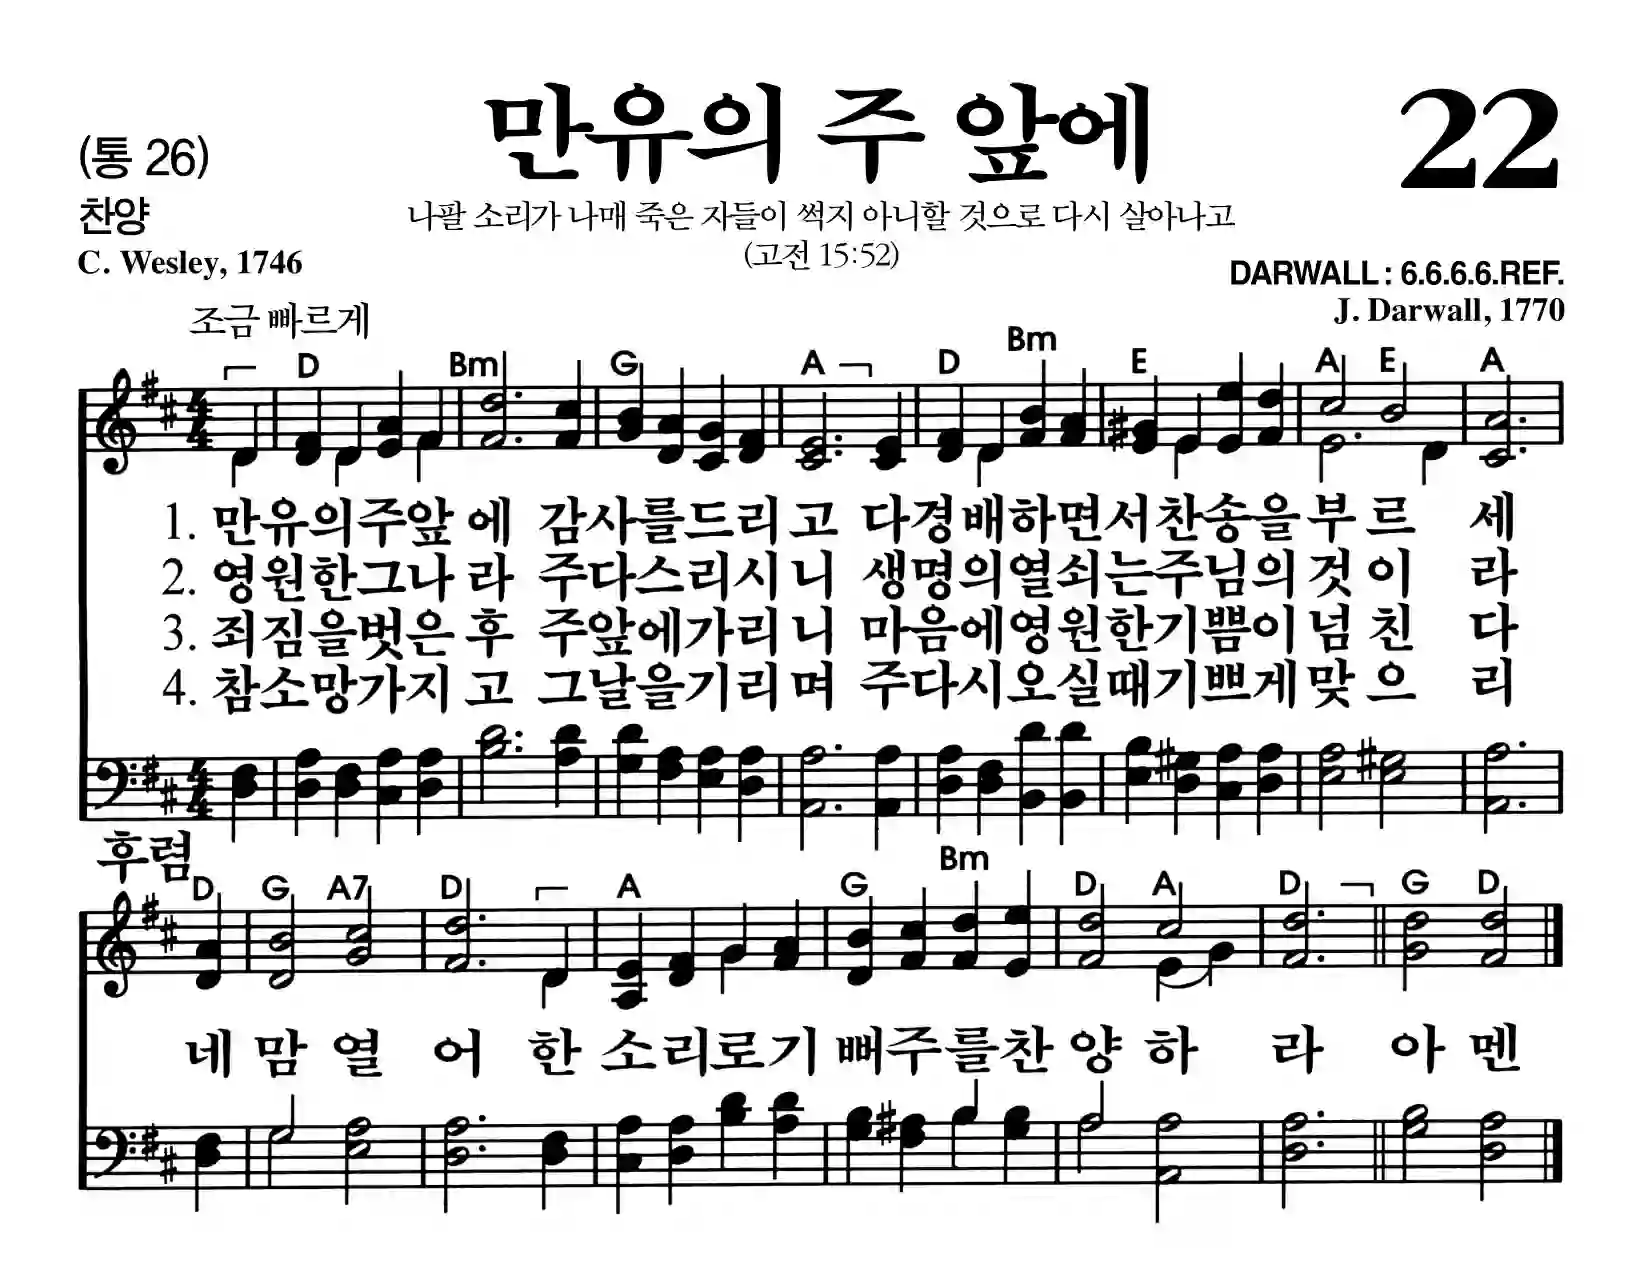 만유의 주 앞에
22
(통 26)
찬양
나팔 소리가 나매 죽은 자들이 썩지 아니할 것으로 다시 살아나고
(고전 15:52)
C. Wesley, 1746
DARWALL : 6.6.6.6.REF.
J. Darwall, 1770
조금 빠르게
D Bm G A D Bm E A E A
4 4
1. 만유의주앞에 감사를드리고 다경배하면서찬송을부르세
2. 영원한그나라 주다스리시니 생명의열쇠는주님의것이라
3. 죄짐을벗은후 주앞에가리니 마음에영원한기쁨이넘친다
4. 참소망가지고 그날을기리며 주다시오실때기쁘게맞으리
4 4
후렴
D G A7 D A G Bm D A D G D
네맘열어한소리로기뻐주를찬양하라아멘